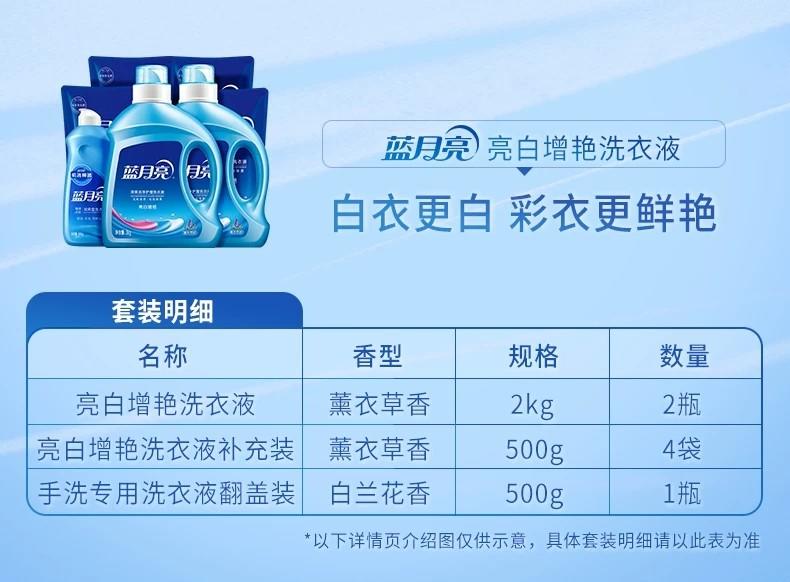 蓝月亮
蓝月亮 亮白增艳洗衣液
白衣更白 彩衣更鲜艳
套装明细
名称 香型 规格 数量
亮白增艳洗衣液 薰衣草香 2kg 2瓶
亮白增艳洗衣液补充装 薰衣草香 500g 4袋
手洗专用洗衣液翻盖装 白兰花香 500g 1瓶
*以下详情页介绍图仅供示意，具体套装明细请以此表为准